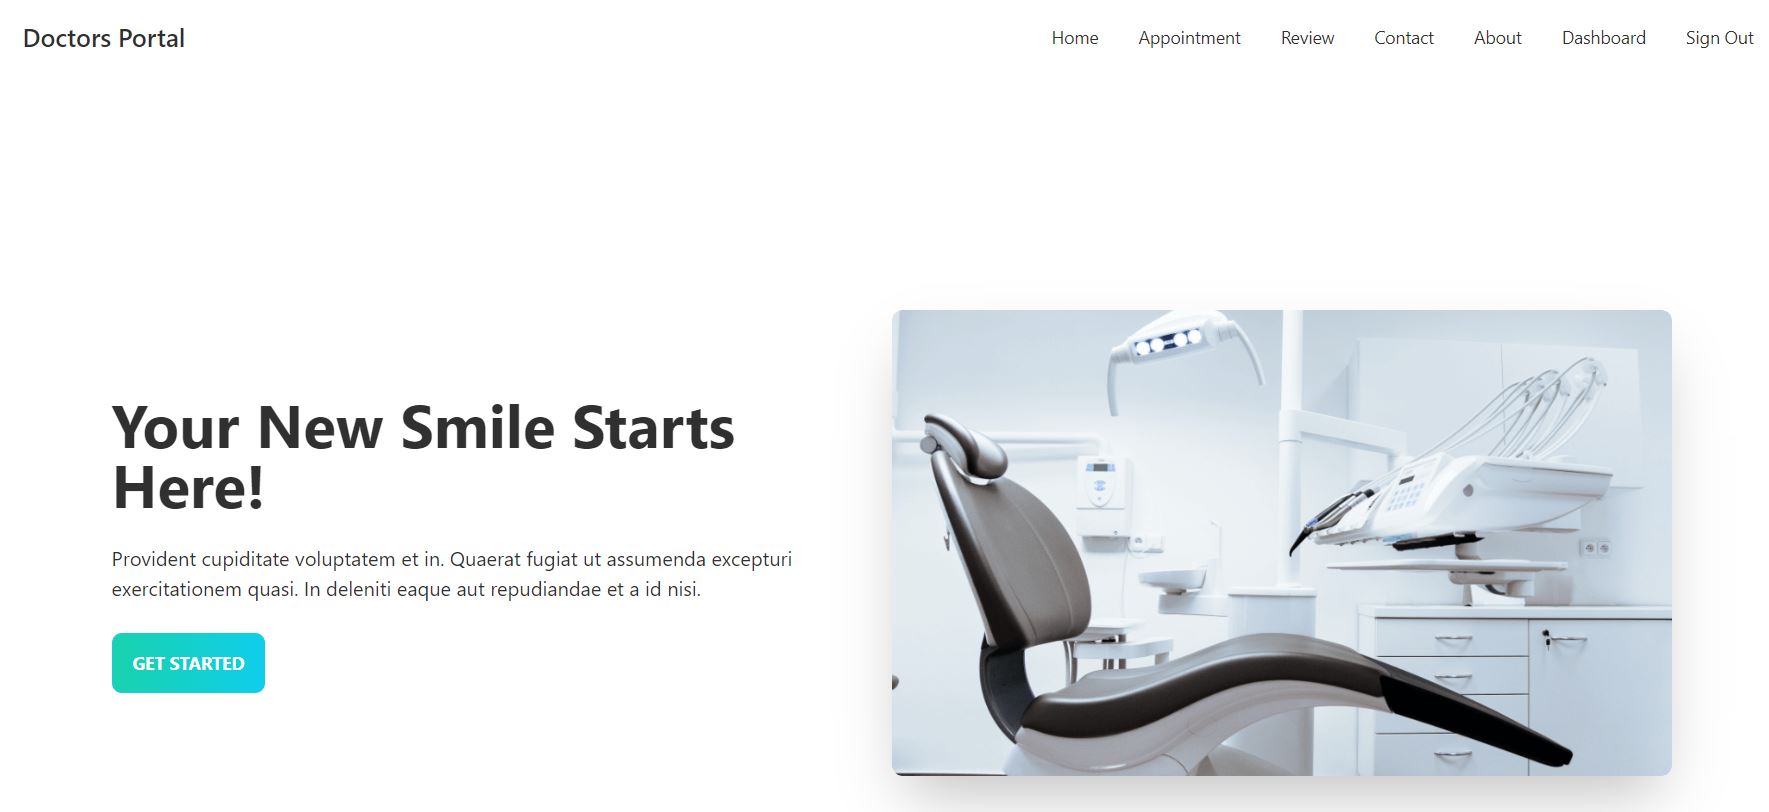 Doctors Portal
Home Appointment Review Contact About Dashboard Sign Out
Your New Smile Starts
Here!
Provident cupiditate voluptatem et in. Quaerat fugiat ut assumenda excepturi
exercitationem quasi. In deleniti eaque aut repudiandae et a id nisi.
GET STARTED